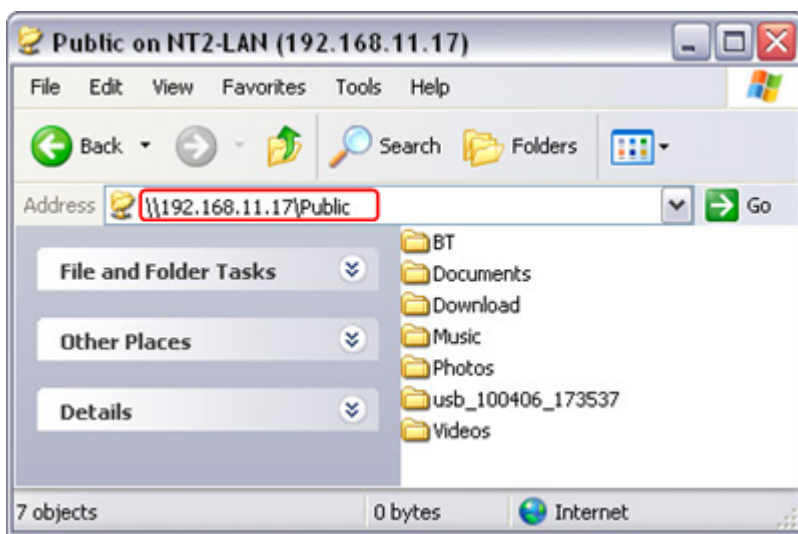 Public on NT2-LAN (192.168.11.17)
File Edit View Favorites Tools Help
Back Search Folders
Address \\192.168.11.17\Public Go
File and Folder Tasks
Other Places
Details
BT
Documents
Download
Music
Photos
usb_100406_173537
Videos
7 objects 0 bytes Internet